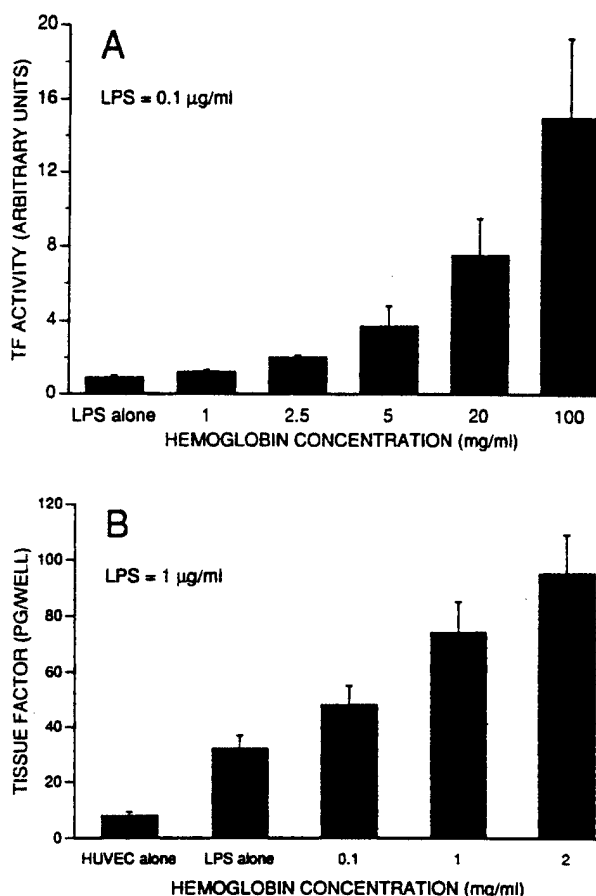 A
LPS = 0.1 µg/ml
TF ACTIVITY (ARBITRARY UNITS)
20
16
12
8
4
0
LPS alone 1 2.5 5 20 100
HEMOGLOBIN CONCENTRATION (mg/ml)
B
LPS = 1 µg/ml
TISSUE FACTOR (PG/WELL)
120
100
80
60
40
20
0
HUVEC alone LPS alone 0.1 1 2
HEMOGLOBIN CONCENTRATION (mg/ml)